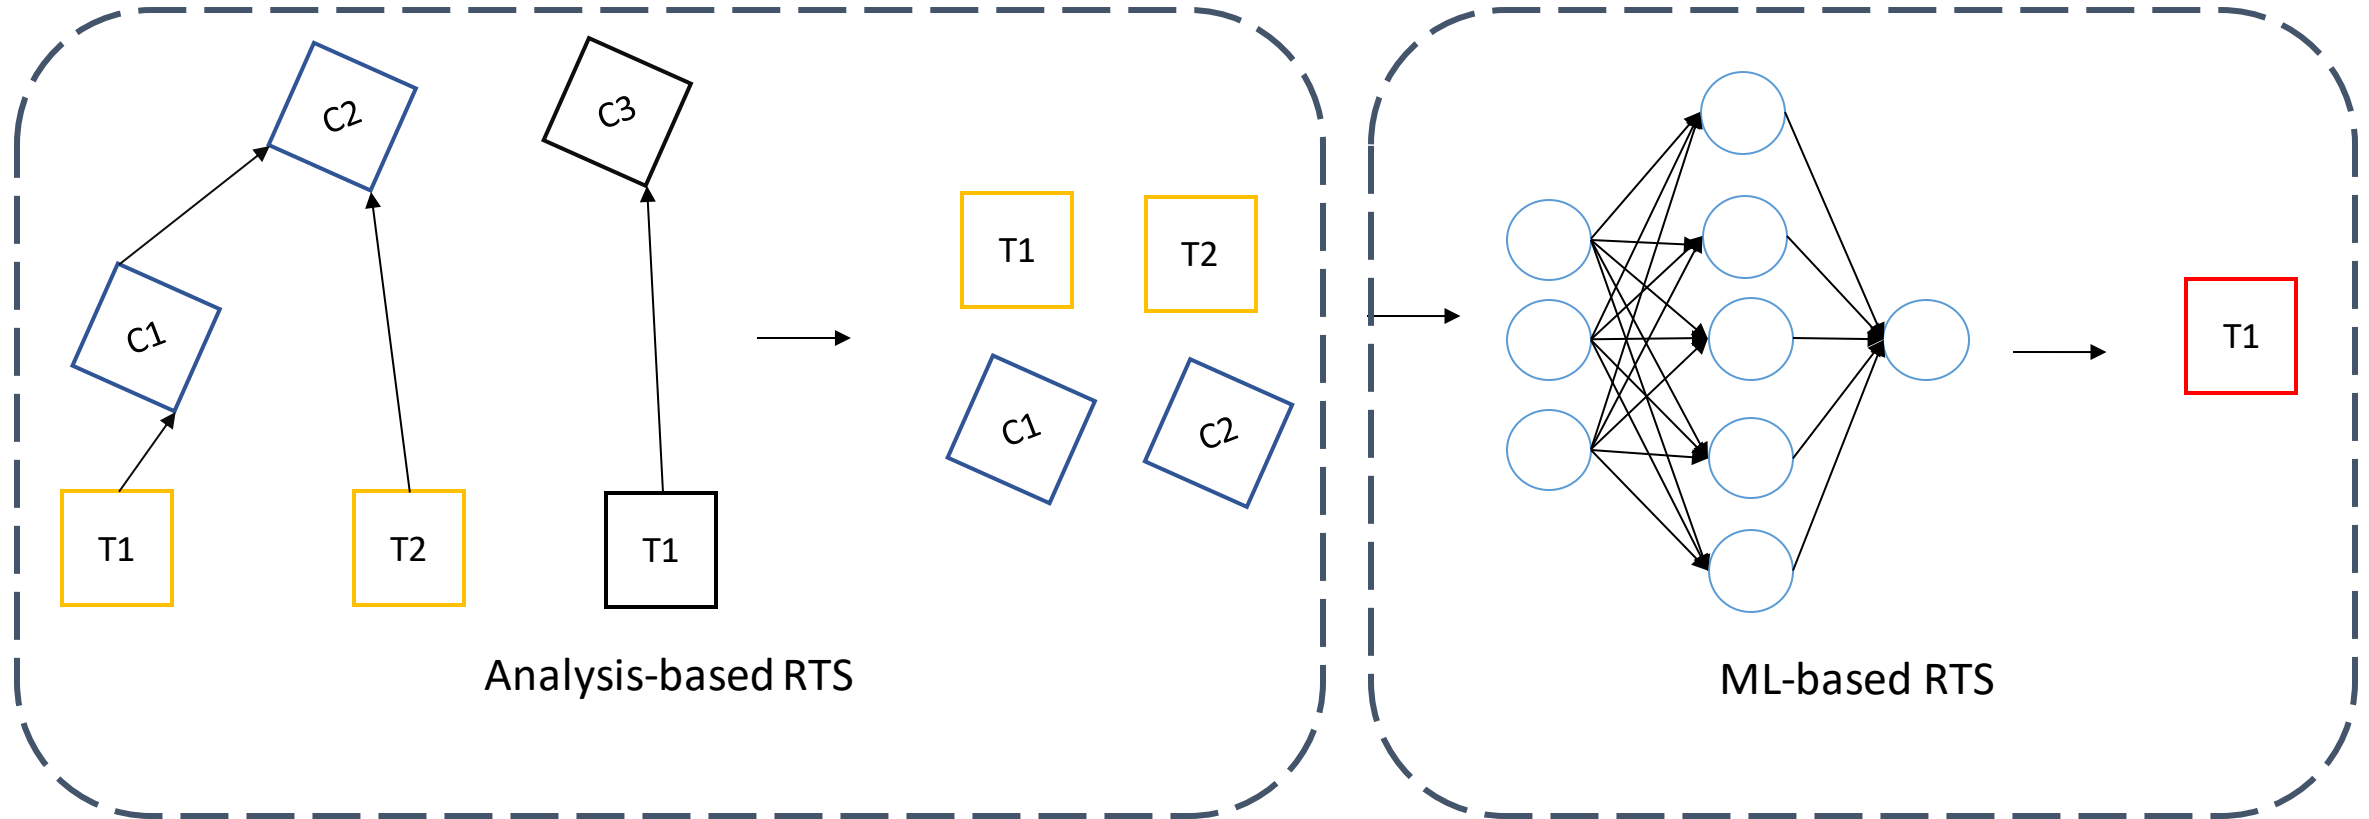 C2
C3
C1
T1
T2
T1
T1
T2
C1
C2
Analysis-based RTS
T1
ML-based RTS